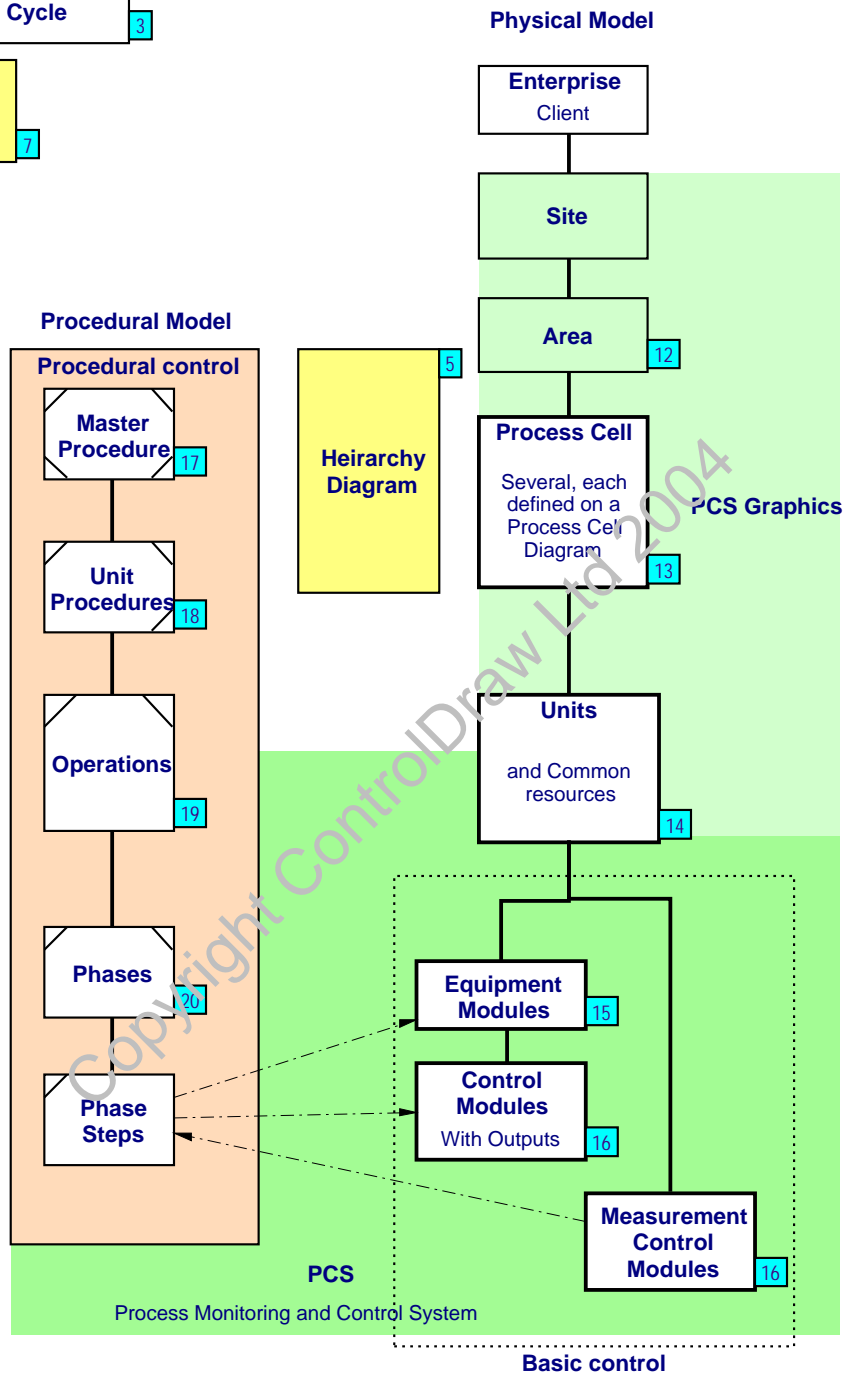 Cycle
3
7
Physical Model
Enterprise
Client
Site
Area
12
Procedural Model
Procedural control
Master
Procedure
17
Unit
Procedures
18
Operations
19
Phases
20
Phase
Steps
5
Heirarchy
Diagram
Process Cell
Several, each
defined on a
Process Cell
Diagram
13
PCS Graphics
Units
and Common
resources
14
Equipment
Modules
15
Control
Modules
With Outputs
16
Measurement
Control
Modules
16
PCS
Process Monitoring and Control System
Basic control
Copyright ControlDraw Ltd 2004